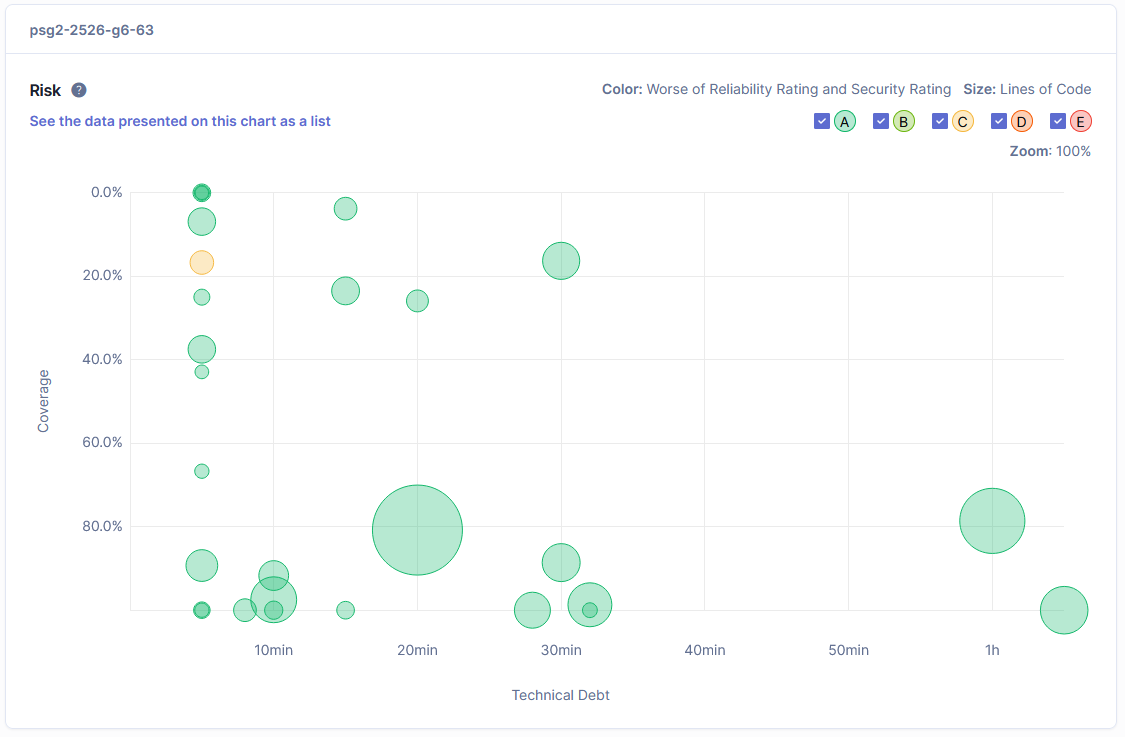 psg2-2526-g6-63
Risk ?
Color: Worse of Reliability Rating and Security Rating Size: Lines of Code
See the data presented on this chart as a list
A B C D E
Zoom: 100%
0.0%
20.0%
40.0%
60.0%
80.0%
Coverage
10min 20min 30min 40min 50min 1h
Technical Debt